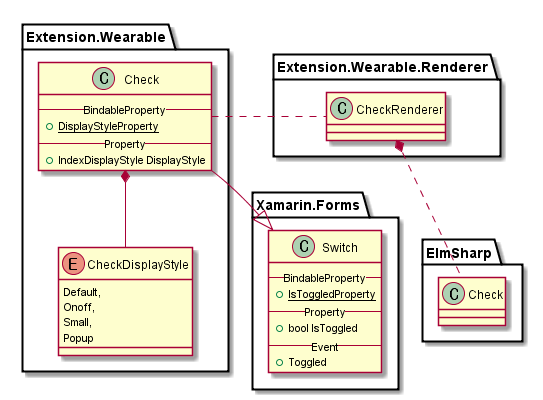 Extension.Wearable
C Check
BindableProperty
DisplayStyleProperty
Property
IndexDisplayStyle DisplayStyle
E CheckDisplayStyle
Default,
Onoff,
Small,
Popup
Extension.Wearable.Renderer
C CheckRenderer
Xamarin.Forms
C Switch
BindableProperty
IsToggledProperty
Property
bool IsToggled
Event
Toggled
ElmSharp
C Check